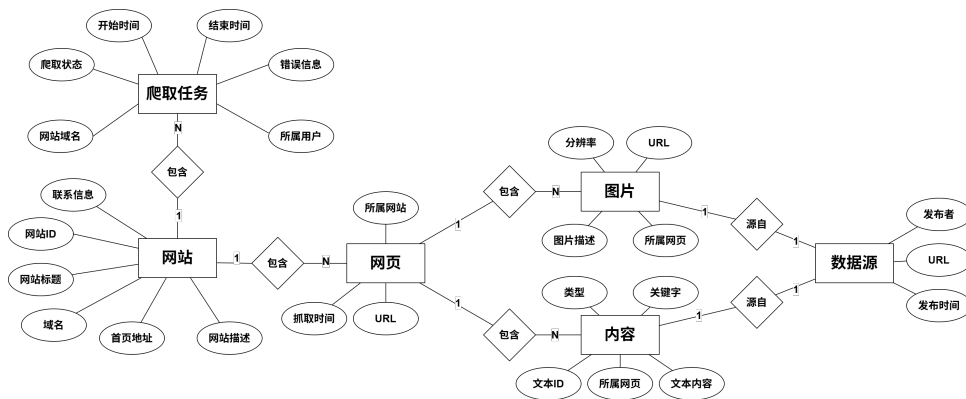 开始时间
结束时间
爬取状态
错误信息
爬取任务
网站域名
所属用户
N
包含
1
联系信息
网站ID
网站
网站标题
域名
首页地址
网站描述
1
包含
N
所属网站
网页
抓取时间
URL
1
包含
N
分辨率
URL
图片
图片描述
所属网页
1
源自
1
1
包含
N
类型
关键字
内容
文本ID
所属网页
文本内容
1
源自
1
数据源
发布者
URL
发布时间